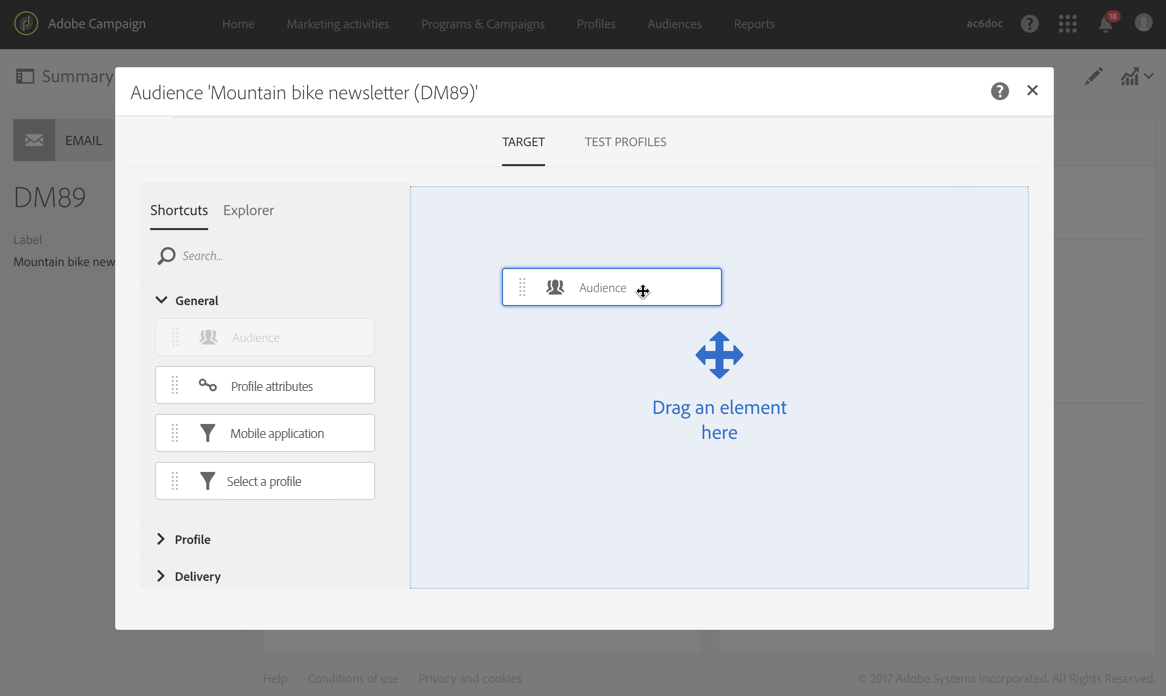 Adobe Campaign
Home
Marketing activities
Programs & Campaigns
Profiles
Audiences
Reports
ac6doc
?
18
Summary
Audience 'Mountain bike newsletter (DM89)'
?
EMAIL
TARGET
TEST PROFILES
DM89
Label
Mountain bike new
Shortcuts
Explorer
Search...
General
Audience
Profile attributes
Mobile application
Select a profile
Profile
Delivery
Audience
Drag an element
here
Help
Conditions of use
Privacy and cookies
© 2017 Adobe Systems Incorporated. All Rights Reserved.